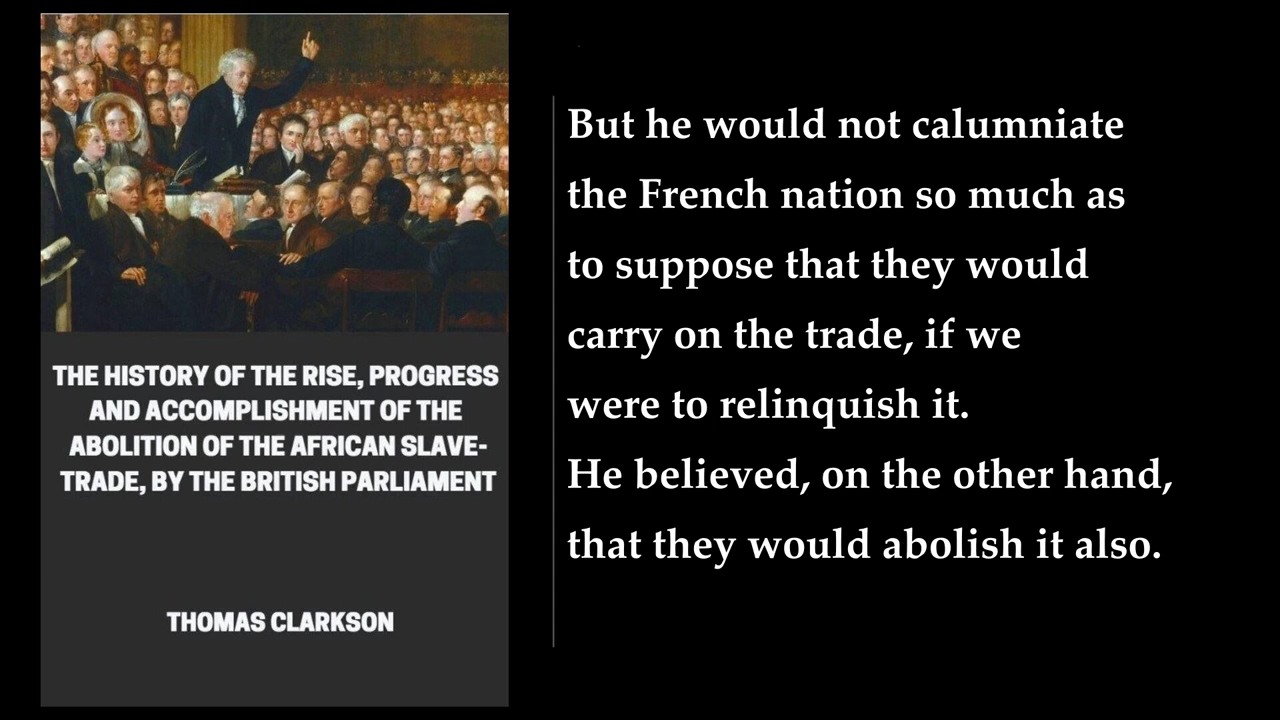 THE HISTORY OF THE RISE, PROGRESS
AND ACCOMPLISHMENT OF THE
ABOLITION OF THE AFRICAN SLAVE-
TRADE, BY THE BRITISH PARLIAMENT
THOMAS CLARKSON
But he would not calumniate
the French nation so much as
to suppose that they would
carry on the trade, if we
were to relinquish it.
He believed, on the other hand,
that they would abolish it also.